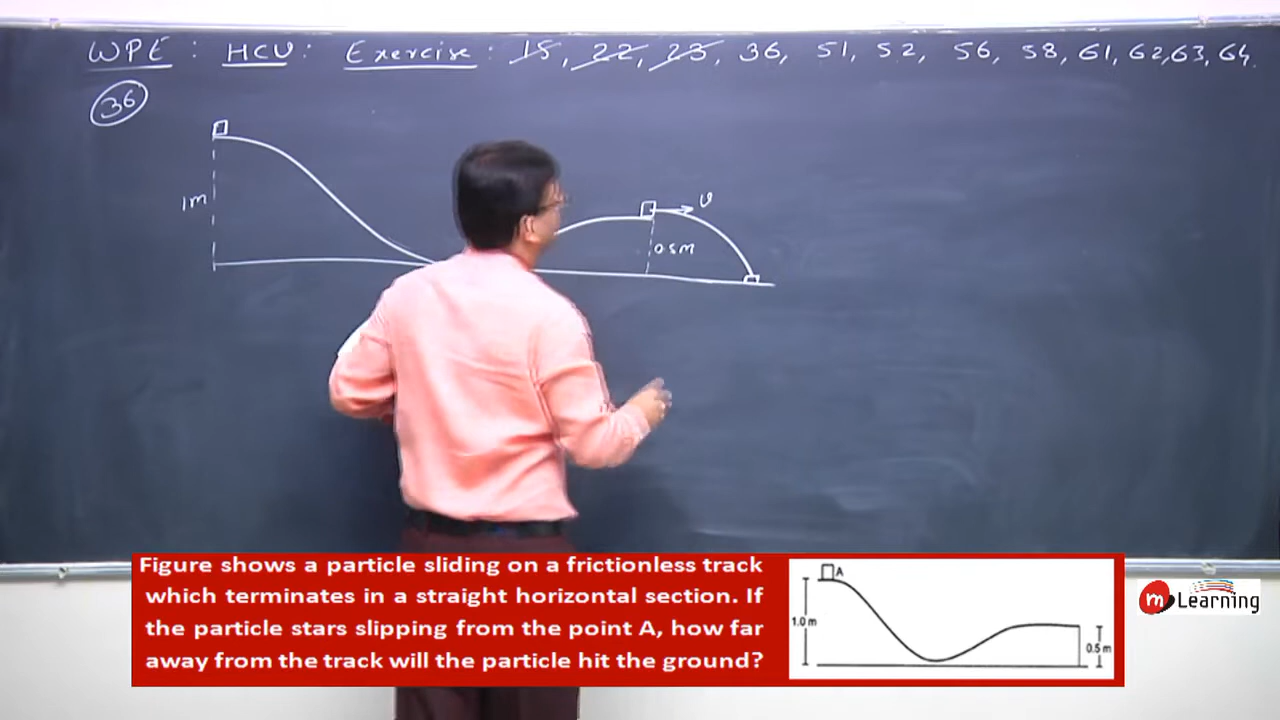 WPE : HCV : Exercise : 15, 22, 23, 36, 51, 52, 56, 58, 61, 62, 63, 64.
36
1m
v
0.5m
Figure shows a particle sliding on a frictionless track
which terminates in a straight horizontal section. If
the particle stars slipping from the point A, how far
away from the track will the particle hit the ground?
A
1.0 m
0.5 m
m Learning